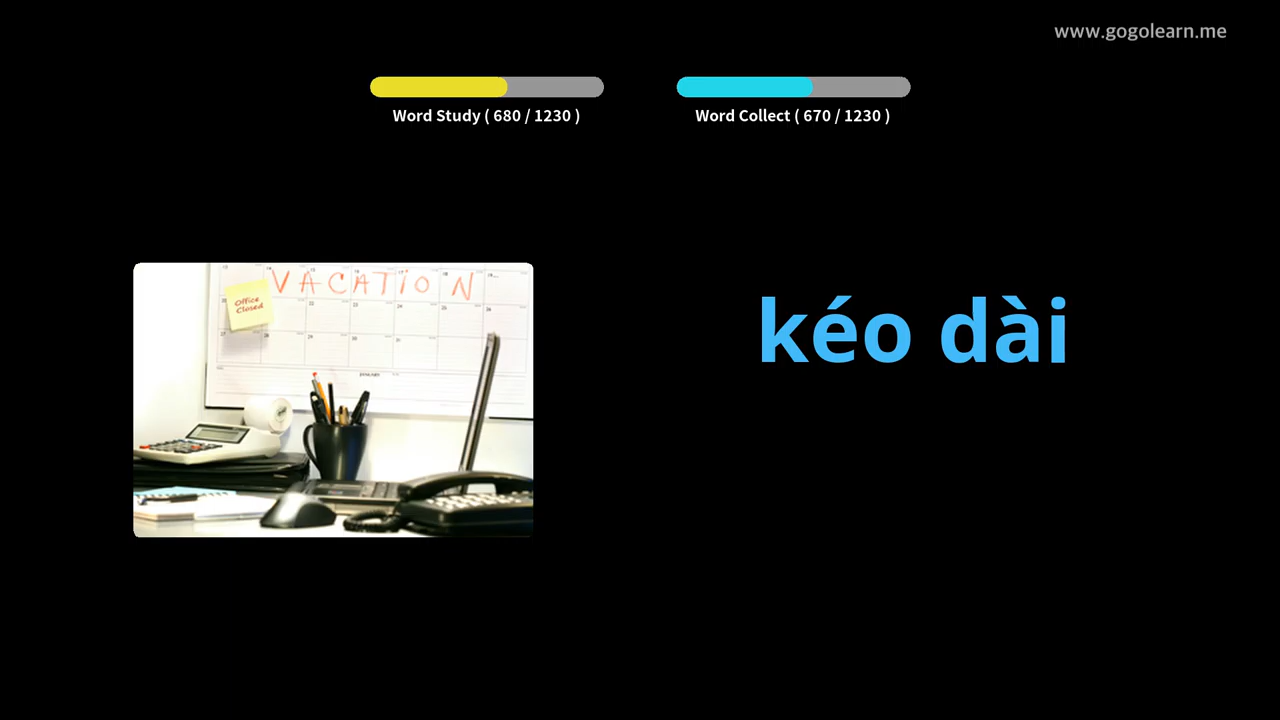 www.gogolearn.me
Word Study ( 680 / 1230 )
Word Collect ( 670 / 1230 )
VACATION
Office
Closed
kéo dài